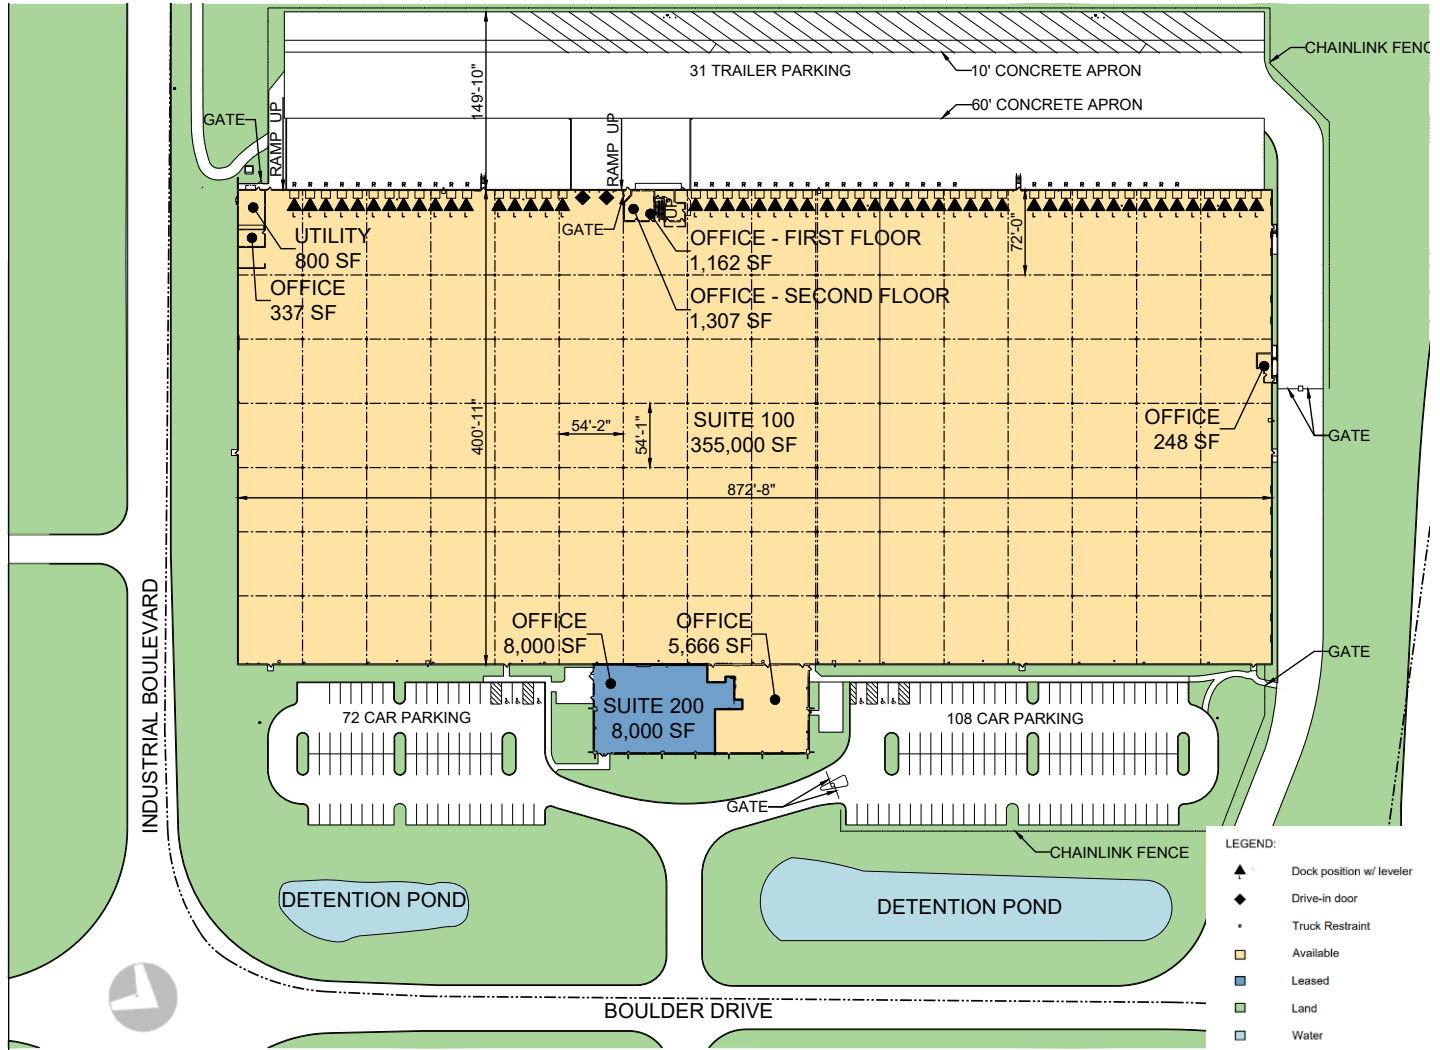 CHAINLINK FENC
31 TRAILER PARKING
10' CONCRETE APRON
149'-10"
60' CONCRETE APRON
GATE
RAMP UP
RAMP UP
UP
GATE
UTILITY
800 SF
OFFICE - FIRST FLOOR
1,162 SF
72'-0"
OFFICE
337 SF
OFFICE - SECOND FLOOR
1,307 SF
400'-11"
54'-2"
54'-1"
SUITE 100
355,000 SF
OFFICE
248 SF
GATE
872'-8"
INDUSTRIAL BOULEVARD
OFFICE
8,000 SF
OFFICE
5,666 SF
GATE
SUITE 200
8,000 SF
72 CAR PARKING
108 CAR PARKING
GATE
CHAINLINK FENCE
DETENTION POND
DETENTION POND
BOULDER DRIVE
LEGEND:
Dock position w/ leveler
Drive-in door
Truck Restraint
Available
Leased
Land
Water